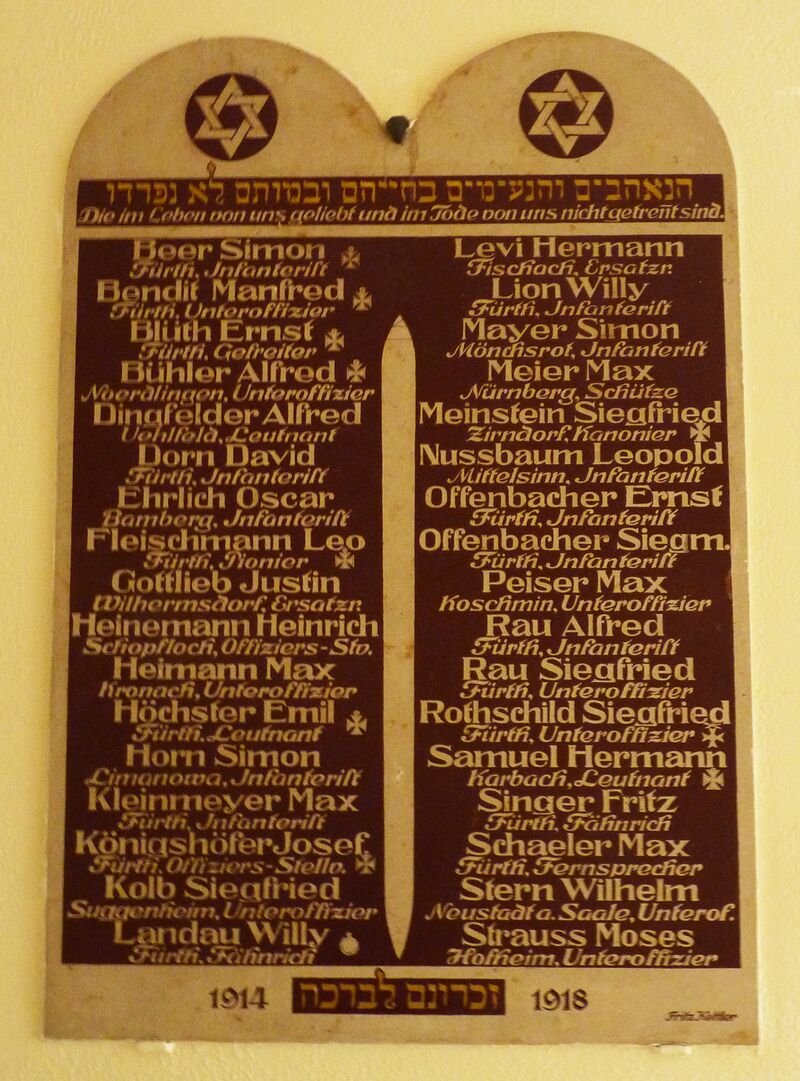 הנאהבים והנעימים בחייהם ובמותם לא נפרדו
Die im Leben von uns geliebt und im Tode von uns nicht getreñt sind.
Beer Simon
Fürth, Infanterist
Bendit Manfred
Fürth, Unteroffizier
Blüth Ernst
Fürth, Gefreiter
Bühler Alfred
Noerdlingen, Unteroffizier
Dingfelder Alfred
Uehlfeld, Leutnant
Dorn David
Fürth, Infanterist
Ehrlich Oscar
Bamberg, Infanterist
Fleischmann Leo
Fürth, Pionier
Gottlieb Justin
Wilhermsdorf, Ersatzr.
Heinemann Heinrich
Schopfloch, Offiziers-Stv.
Heimann Max
Kronach, Unteroffizier
Höchster Emil
Fürth, Leutnant
Horn Simon
Limanowa, Infanterist
Kleinmeyer Max
Fürth, Infanterist
Königshöfer Josef
Fürth, Offiziers-Stellv.
Kolb Siegfried
Suggenheim, Unteroffizier
Landau Willy
Fürth, Fähnrich
Levi Hermann
Fischach, Ersatzr.
Lion Willy
Fürth, Infanterist
Mayer Simon
Mönchsrot, Infanterist
Meier Max
Nürnberg, Schütze
Meinstein Siegfried
Zirndorf, Kanonier
Nussbaum Leopold
Mittelsinn, Infanterist
Offenbacher Ernst
Fürth, Infanterist
Offenbacher Siegm.
Fürth, Infanterist
Peiser Max
Koschmin, Unteroffizier
Rau Alfred
Fürth, Infanterist
Rau Siegfried
Fürth, Unteroffizier
Rothschild Siegfried
Fürth, Unteroffizier
Samuel Hermann
Karbach, Leutnant
Singer Fritz
Fürth, Fähnrich
Schaeler Max
Fürth, Fernsprecher
Stern Wilhelm
Neustadt a. Saale, Unterof.
Strauss Moses
Hofheim, Unteroffizier
1914 זכרונם לברכה 1918
Fritz Kettler